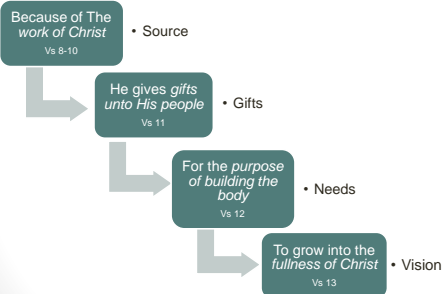 Because of The
work of Christ
Vs 8-10
• Source
He gives gifts
unto His people
Vs 11
• Gifts
For the purpose
of building the
body
Vs 12
• Needs
To grow into the
fullness of Christ
Vs 13
• Vision